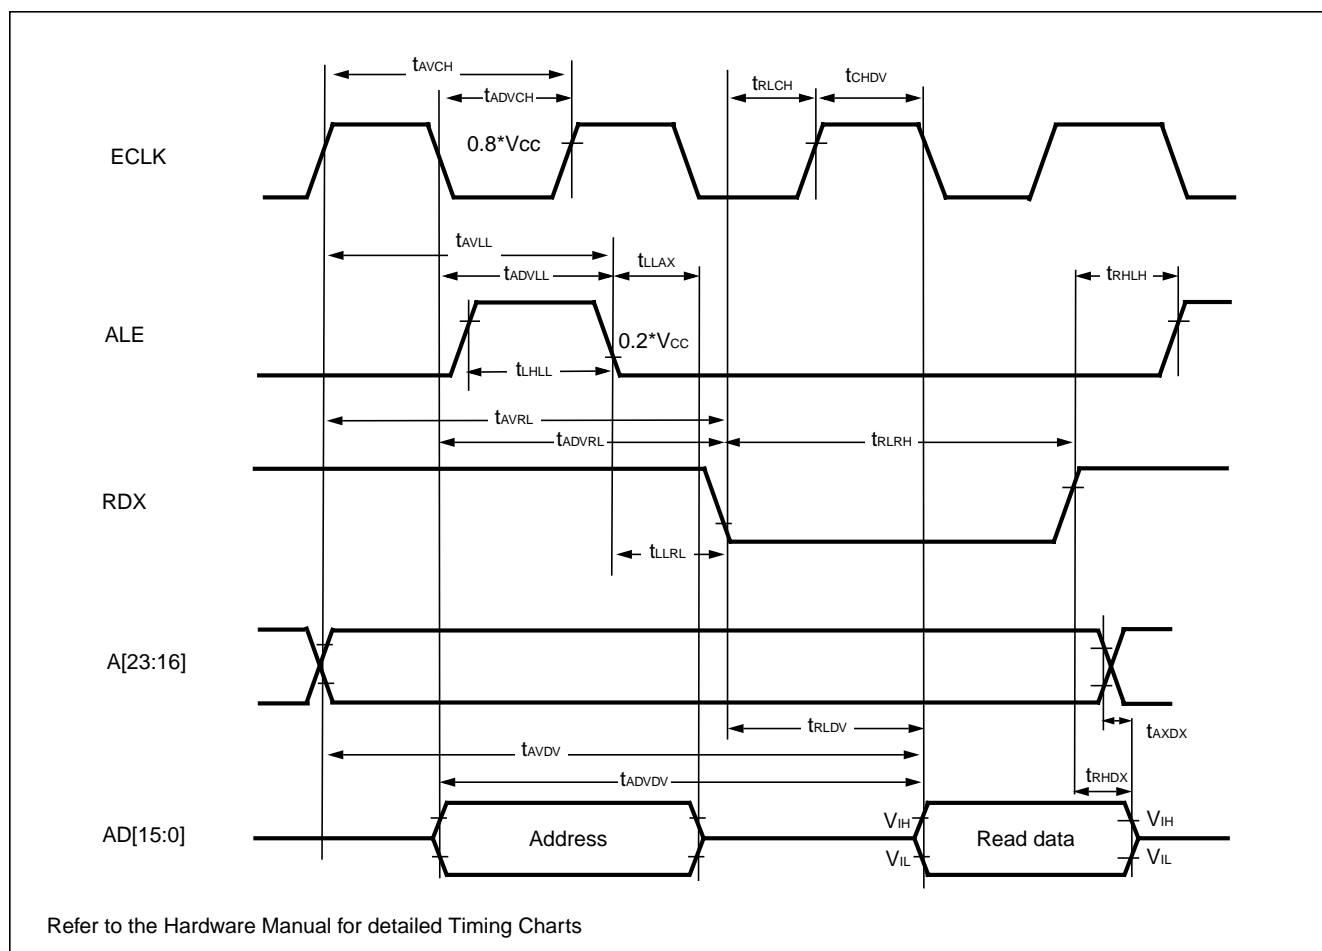 tAVCH
tRLCH
tCHDV
tADVCH
0.8*Vcc
ECLK
tAVLL
tLLAX
tADVLL
tRHLH
ALE
0.2*VCC
tLHLL
tAVRL
tADVRL
tRLRH
RDX
tLLRL
A[23:16]
tRLDV
tAXDX
tAVDV
tADVDV
tRHDX
VIH
VIH
AD[15:0]
Address
Read data
VIL
VIL
Refer to the Hardware Manual for detailed Timing Charts